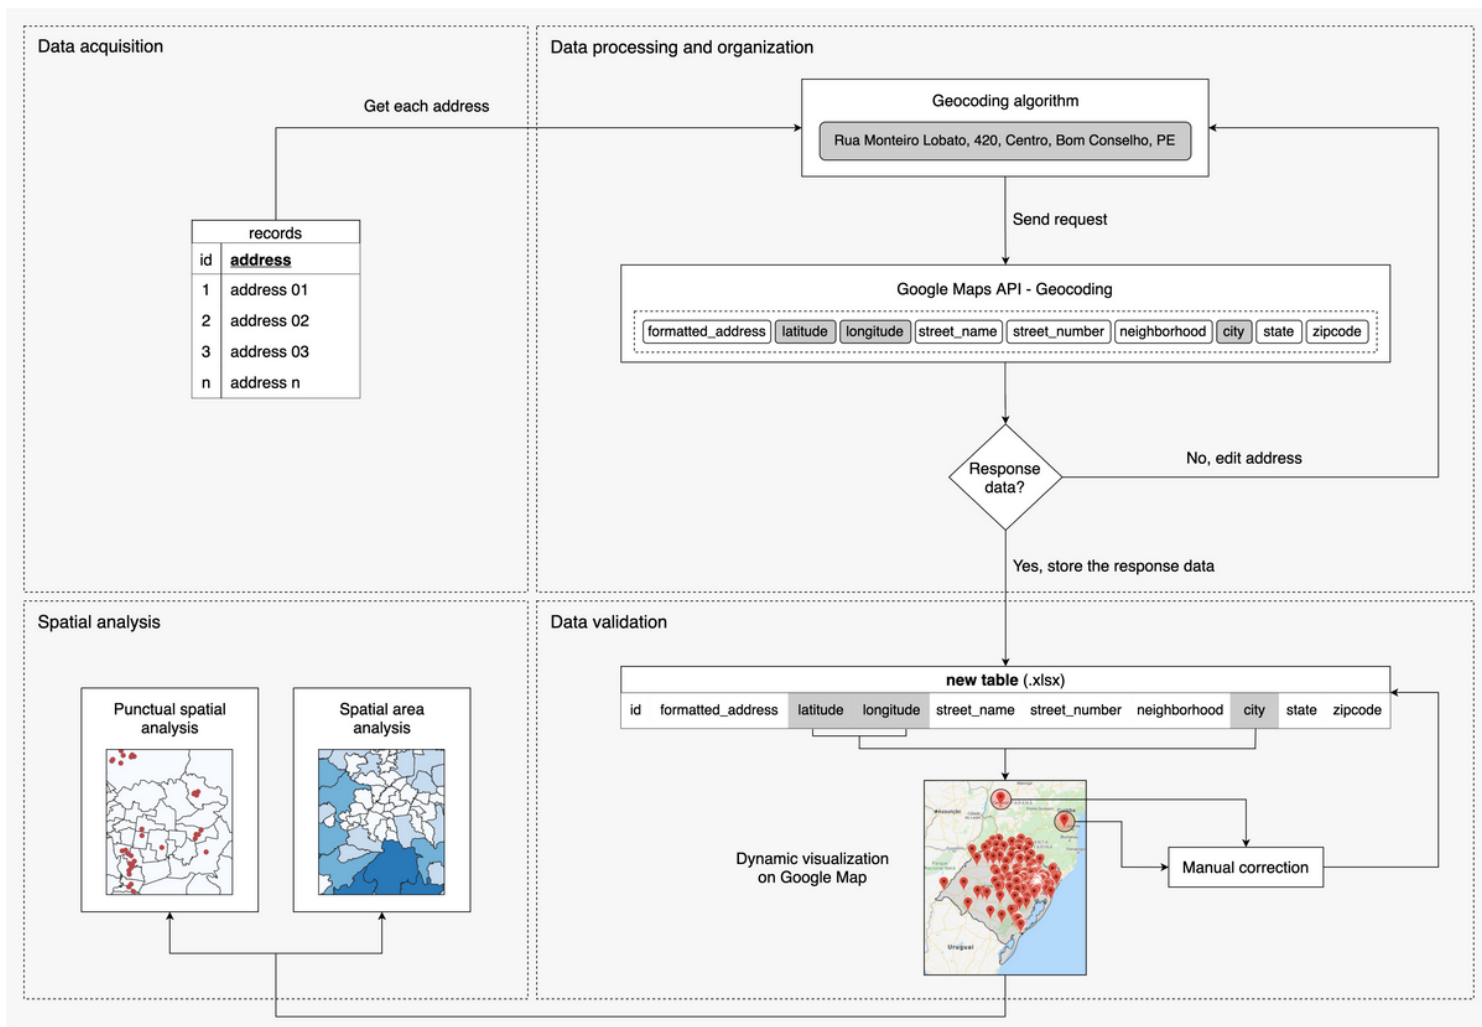 Data acquisition
Get each address
records
id address
1 address 01
2 address 02
3 address 03
n address n
Data processing and organization
Geocoding algorithm
Rua Monteiro Lobato, 420, Centro, Bom Conselho, PE
Send request
Google Maps API - Geocoding
formatted_address latitude longitude street_name street_number neighborhood city state zipcode
Response
data?
No, edit address
Yes, store the response data
Spatial analysis
Punctual spatial
analysis
Spatial area
analysis
Data validation
new table (.xlsx)
id formatted_address latitude longitude street_name street_number neighborhood city state zipcode
Dynamic visualization
on Google Map
Uruguai
Manual correction